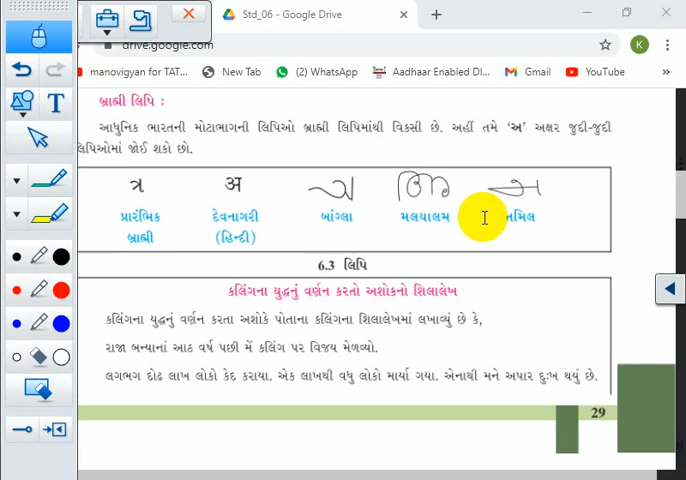 Std_06 - Google Drive
drive.google.com
K
manovigyan for TAT... New Tab (2) WhatsApp Aadhaar Enabled DI... Gmail YouTube »
બ્રાહ્મી લિપિ :
આધુનિક ભારતની મોટાભાગની લિપિઓ બ્રાહ્મી લિપિમાંથી વિકસી છે. અહીં તમે ‘અ’ અક્ષર જુદી-જુદી
લિપિઓમાં જોઈ શકો છો.
अ
પ્રારંભિક દેવનાગરી બાંગ્લા મલયાલમ તમિલ
બ્રાહ્મી (હિન્દી)
6.3 લિપિ
કલિંગના યુદ્ધનું વર્ણન કરતો અશોકનો શિલાલેખ
કલિંગના યુદ્ધનું વર્ણન કરતા અશોકે પોતાના કલિંગના શિલાલેખમાં લખાવ્યું છે કે,
રાજા બન્યાનાં આઠ વર્ષ પછી મેં કલિંગ પર વિજય મેળવ્યો.
લગભગ દોઢ લાખ લોકો કેદ કરાયા. એક લાખથી વધુ લોકો માર્યા ગયા. એનાથી મને અપાર દુઃખ થયું છે.
29